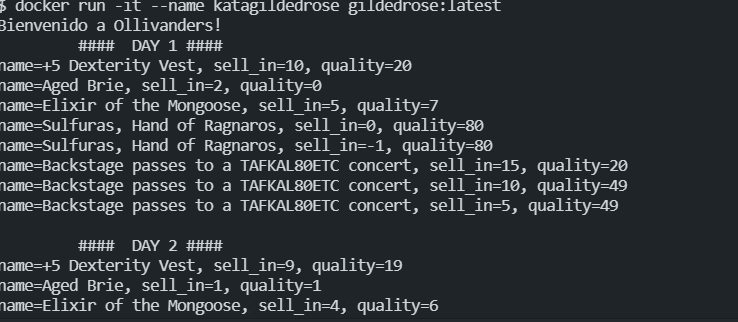 $ docker run -it --name katagildedrose gildedrose:latest
Bienvenido a Ollivanders!
#### DAY 1 ####
name=+5 Dexterity Vest, sell_in=10, quality=20
name=Aged Brie, sell_in=2, quality=0
name=Elixir of the Mongoose, sell_in=5, quality=7
name=Sulfuras, Hand of Ragnaros, sell_in=0, quality=80
name=Sulfuras, Hand of Ragnaros, sell_in=-1, quality=80
name=Backstage passes to a TAFKAL80ETC concert, sell_in=15, quality=20
name=Backstage passes to a TAFKAL80ETC concert, sell_in=10, quality=49
name=Backstage passes to a TAFKAL80ETC concert, sell_in=5, quality=49
#### DAY 2 ####
name=+5 Dexterity Vest, sell_in=9, quality=19
name=Aged Brie, sell_in=1, quality=1
name=Elixir of the Mongoose, sell_in=4, quality=6